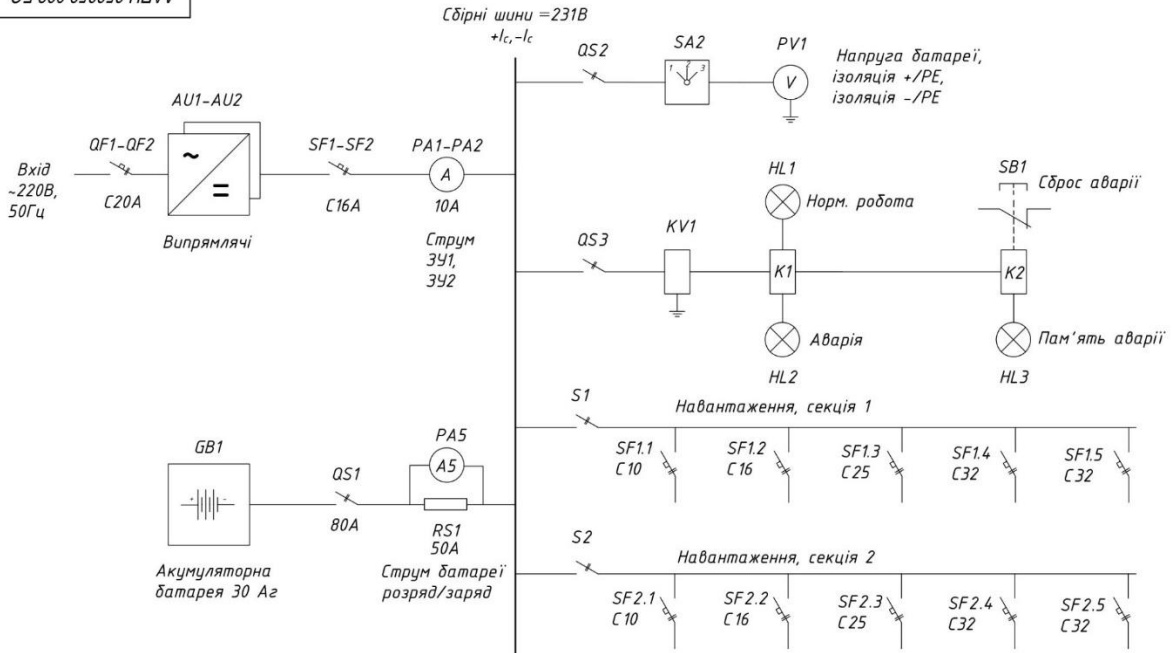 Збірні шини =231В
+Iс,-Iс
QS2
SA2
PV1
1 2 3
V
Напруга батареї,
ізоляція +/PE,
ізоляція -/PE
AU1-AU2
QF1-QF2
SF1-SF2
PA1-PA2
Вхід
~220В,
50Гц
~
=
A
C20A
C16A
10A
Випрямлячі
Струм
ЗУ1,
ЗУ2
HL1
Норм. робота
SB1
Сброс аварії
QS3
KV1
K1
K2
Аварія
Пам'ять аварії
HL2
HL3
S1
Навантаження, секція 1
SF1.1
C10
SF1.2
C16
SF1.3
C25
SF1.4
C32
SF1.5
C32
GB1
+ -
QS1
80A
PA5
A5
RS1
50A
Акумуляторна
батарея 30 Аг
Струм батареї
розряд/заряд
S2
Навантаження, секція 2
SF2.1
C10
SF2.2
C16
SF2.3
C25
SF2.4
C32
SF2.5
C32